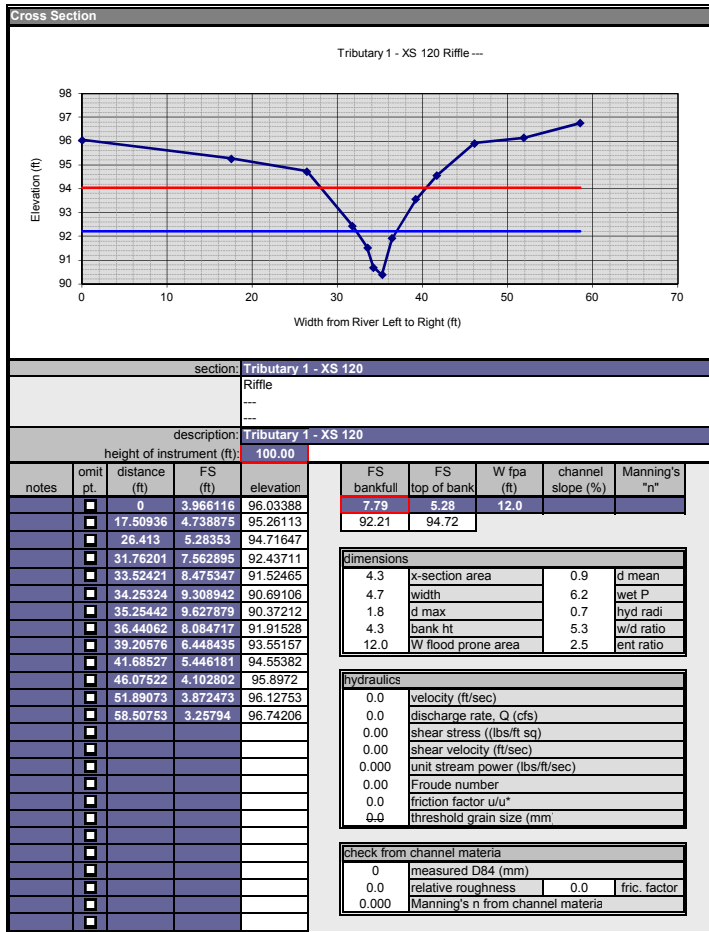 Cross Section
Tributary 1 - XS 120 Riffle ---
98
97
96
95
94
93
92
91
90
Elevation (ft)
0 10 20 30 40 50 60 70
Width from River Left to Right (ft)
section: Tributary 1 - XS 120
Riffle
---
---
description: Tributary 1 - XS 120
height of instrument (ft): 100.00
notes omit pt. distance (ft) FS (ft) elevation FS bankfull FS top of bank W fpa (ft) channel slope (%) Manning's "n"
0 3.966116 96.03388 7.79 5.28 12.0
17.50936 4.738875 95.26113 92.21 94.72
26.413 5.28353 94.71647
31.76201 7.562895 92.43711 dimensions
33.52421 8.475347 91.52465 4.3 x-section area 0.9 d mean
34.25324 9.308942 90.69106 4.7 width 6.2 wet P
35.25442 9.627879 90.37212 1.8 d max 0.7 hyd radi
36.44062 8.084717 91.91528 4.3 bank ht 5.3 w/d ratio
39.20576 6.448435 93.55157 12.0 W flood prone area 2.5 ent ratio
41.68527 5.446181 94.55382
46.07522 4.102802 95.8972 hydraulics
51.89073 3.872473 96.12753 0.0 velocity (ft/sec)
58.50753 3.25794 96.74206 0.0 discharge rate, Q (cfs)
0.00 shear stress ((lbs/ft sq)
0.00 shear velocity (ft/sec)
0.000 unit stream power (lbs/ft/sec)
0.00 Froude number
0.0 friction factor u/u*
0.0 threshold grain size (mm)
check from channel materia
0 measured D84 (mm)
0.0 relative roughness 0.0 fric. factor
0.000 Manning's n from channel materia